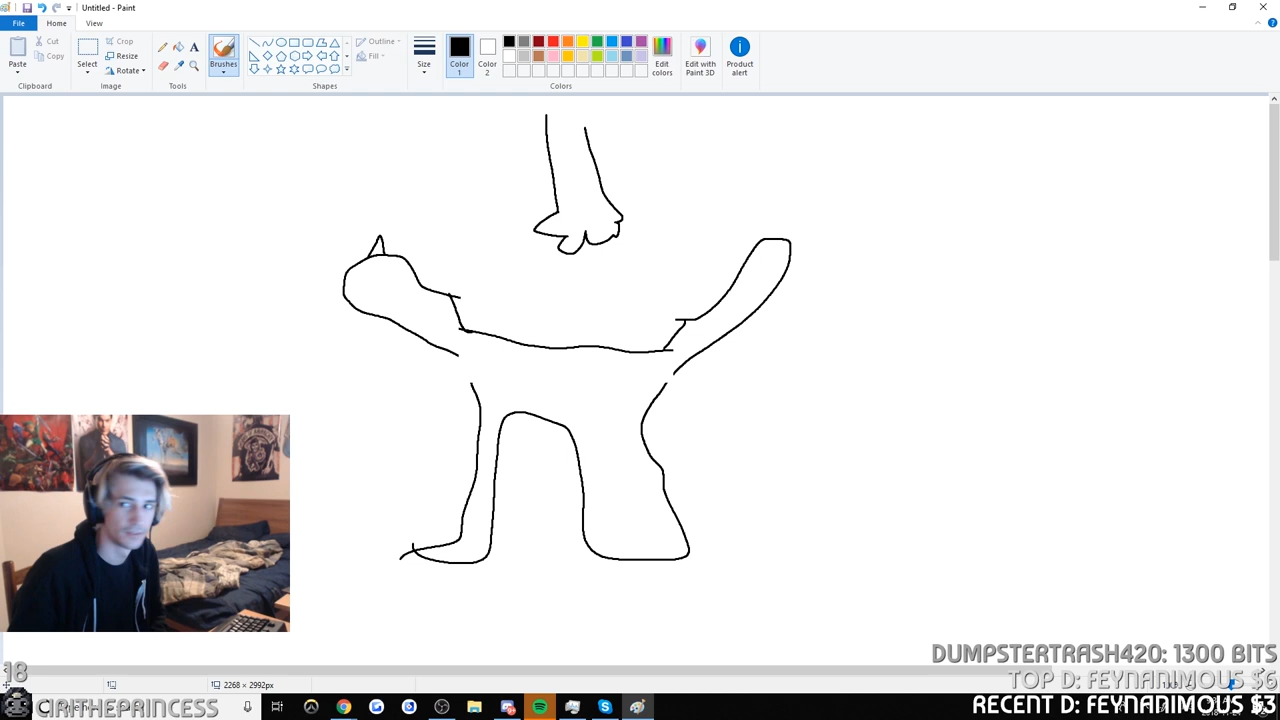 Untitled - Paint
File
Home
View
Paste
Cut
Copy
Clipboard
Select
Crop
Resize
Rotate
Image
Tools
Brushes
Shapes
Outline
Fill
Size
Color
1
Color
2
Colors
Edit
colors
Edit with
Paint 3D
Product
alert
DUMPSTERTRASH420: 1300 BITS
TOP D: FEYNANIMOUS $6
RECENT D: FEYNANIMOUS $3
18
2268 × 2992px
CIRITHEPRINCESS